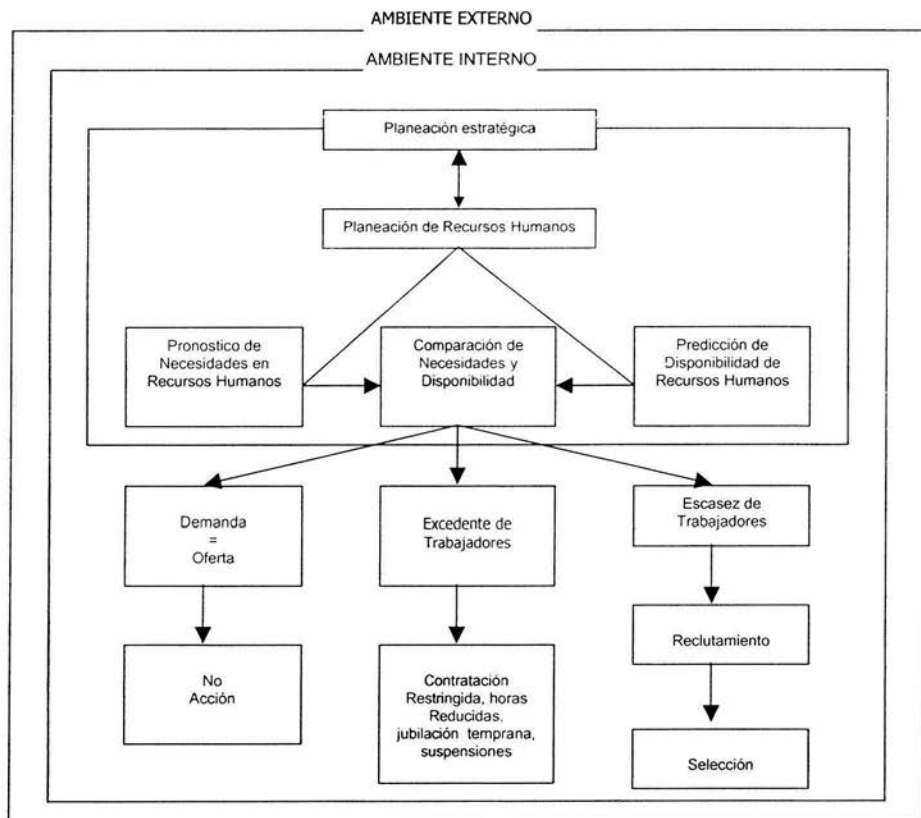 AMBIENTE EXTERNO
AMBIENTE INTERNO
Planeación estratégica
Planeación de Recursos Humanos
Pronostico de
Necesidades en
Recursos Humanos
Comparación de
Necesidades y
Disponibilidad
Predicción de
Disponibilidad de
Recursos Humanos
Demanda
=
Oferta
Excedente de
Trabajadores
Escasez de
Trabajadores
No
Acción
Contratación
Restringida, horas
Reducidas,
jubilación temprana,
suspensiones
Reclutamiento
Selección